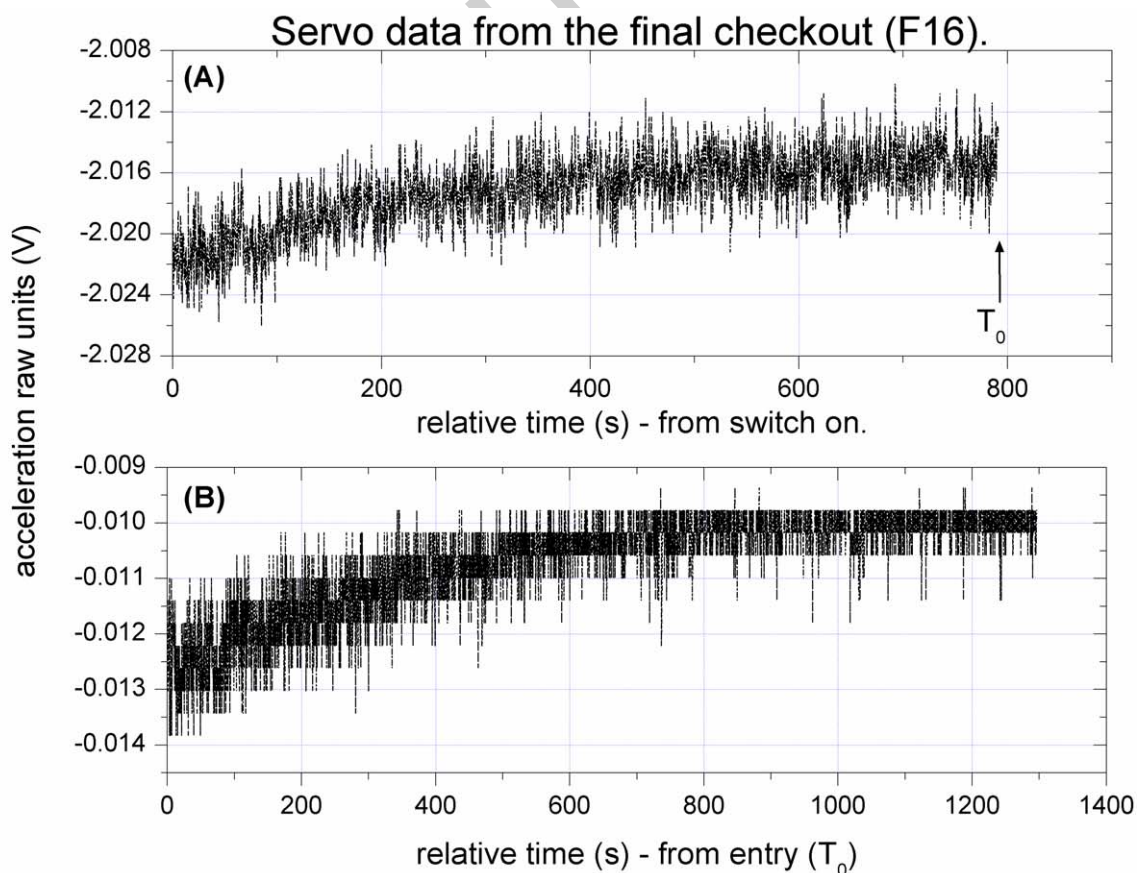 Servo data from the final checkout (F16).
(A)
-2.008
-2.012
-2.016
-2.020
-2.024
-2.028
T0
0 200 400 600 800
relative time (s) - from switch on.
acceleration raw units (V)
(B)
-0.009
-0.010
-0.011
-0.012
-0.013
-0.014
0 200 400 600 800 1000 1200 1400
relative time (s) - from entry (T0)